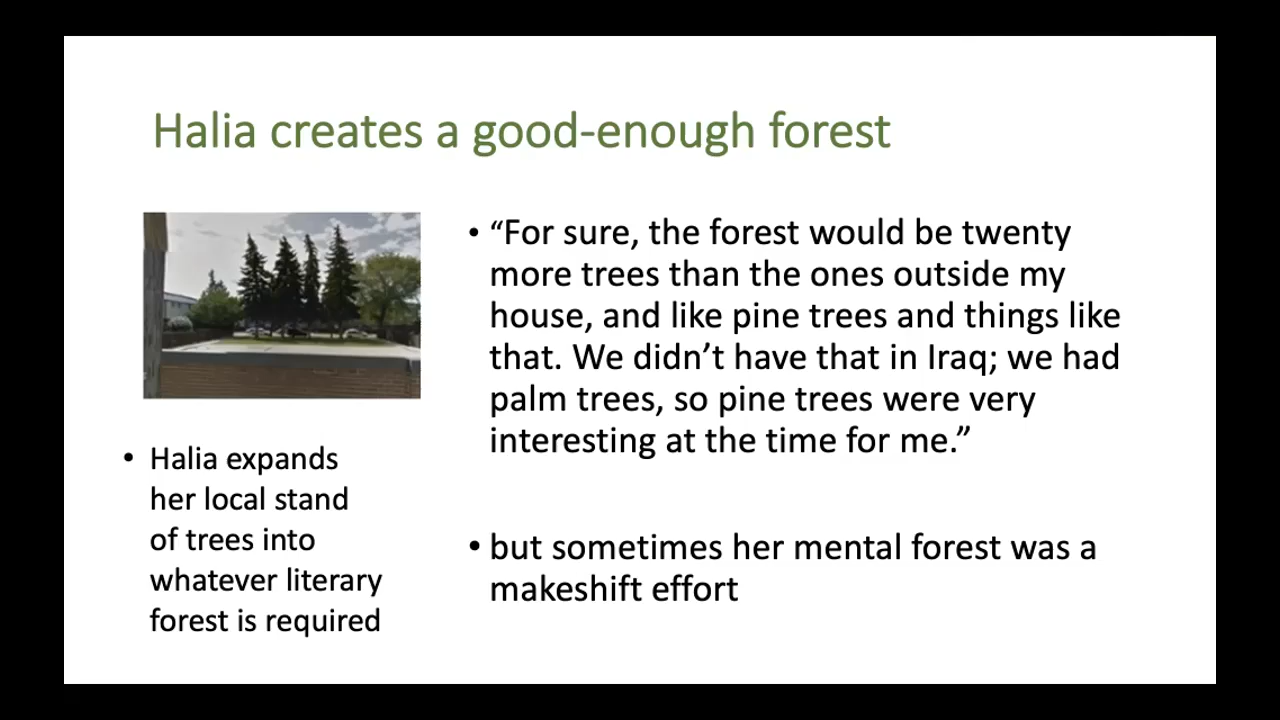 Halia creates a good-enough forest
• Halia expands
her local stand
of trees into
whatever literary
forest is required
• “For sure, the forest would be twenty
more trees than the ones outside my
house, and like pine trees and things like
that. We didn’t have that in Iraq; we had
palm trees, so pine trees were very
interesting at the time for me.”
• but sometimes her mental forest was a
makeshift effort